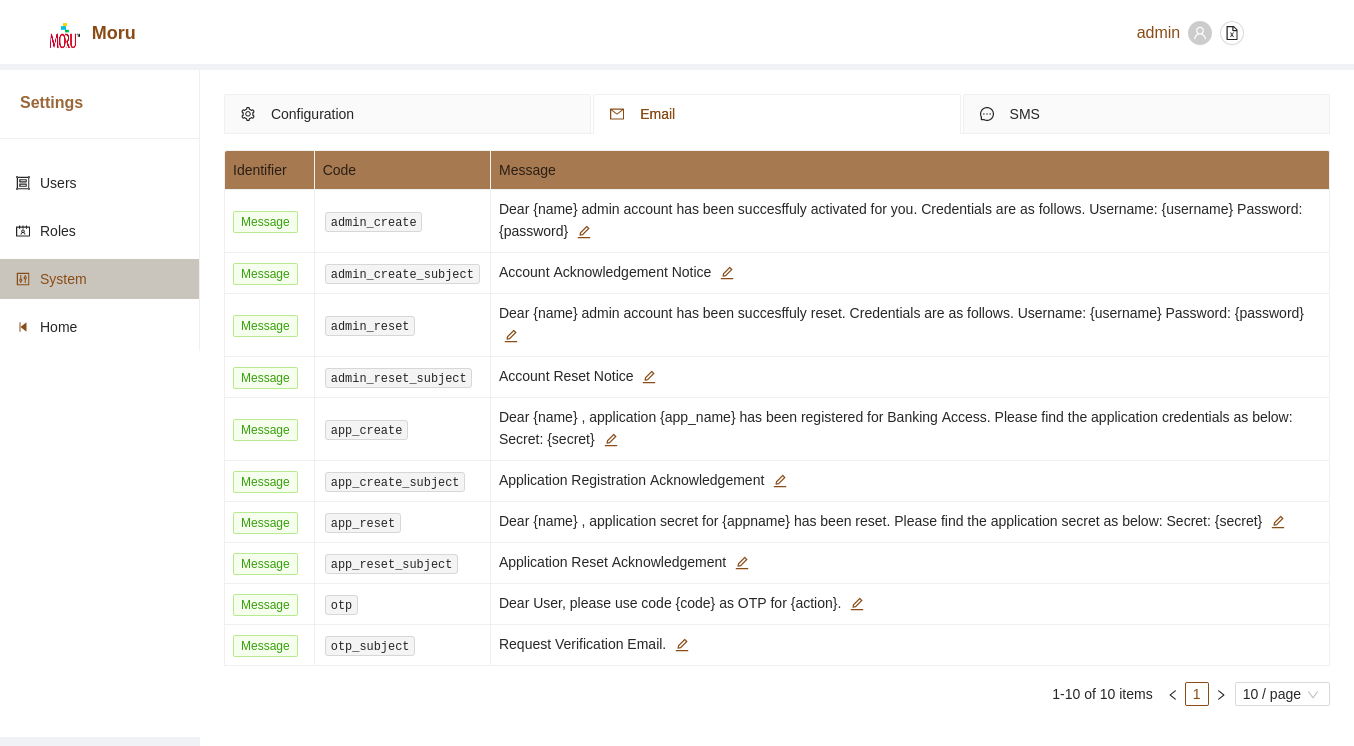 MORU
Moru
admin
Settings
Users
Roles
System
Home
Configuration
Email
SMS
Identifier Code Message
Message admin_create Dear {name} admin account has been succesffuly activated for you. Credentials are as follows. Username: {username} Password:
{password}
Message admin_create_subject Account Acknowledgement Notice
Message admin_reset Dear {name} admin account has been succesffuly reset. Credentials are as follows. Username: {username} Password: {password}
Message admin_reset_subject Account Reset Notice
Message app_create Dear {name} , application {app_name} has been registered for Banking Access. Please find the application credentials as below:
Secret: {secret}
Message app_create_subject Application Registration Acknowledgement
Message app_reset Dear {name} , application secret for {appname} has been reset. Please find the application secret as below: Secret: {secret}
Message app_reset_subject Application Reset Acknowledgement
Message otp Dear User, please use code {code} as OTP for {action}.
Message otp_subject Request Verification Email.
1-10 of 10 items 1 10 / page